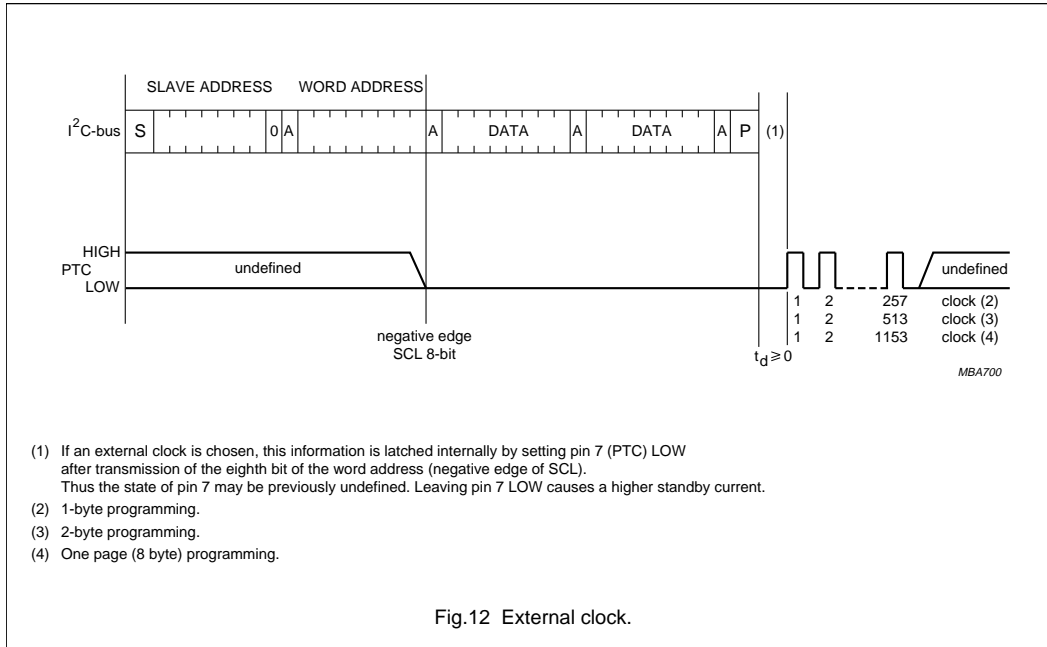 SLAVE ADDRESS WORD ADDRESS
I²C-bus S 0 A A DATA A DATA A P (1)
HIGH
PTC undefined undefined
LOW
1 2 257 clock (2)
1 2 513 clock (3)
1 2 1153 clock (4)
negative edge
SCL 8-bit
t_d ≥ 0
MBA700
(1) If an external clock is chosen, this information is latched internally by setting pin 7 (PTC) LOW
after transmission of the eighth bit of the word address (negative edge of SCL).
Thus the state of pin 7 may be previously undefined. Leaving pin 7 LOW causes a higher standby current.
(2) 1-byte programming.
(3) 2-byte programming.
(4) One page (8 byte) programming.
Fig.12 External clock.